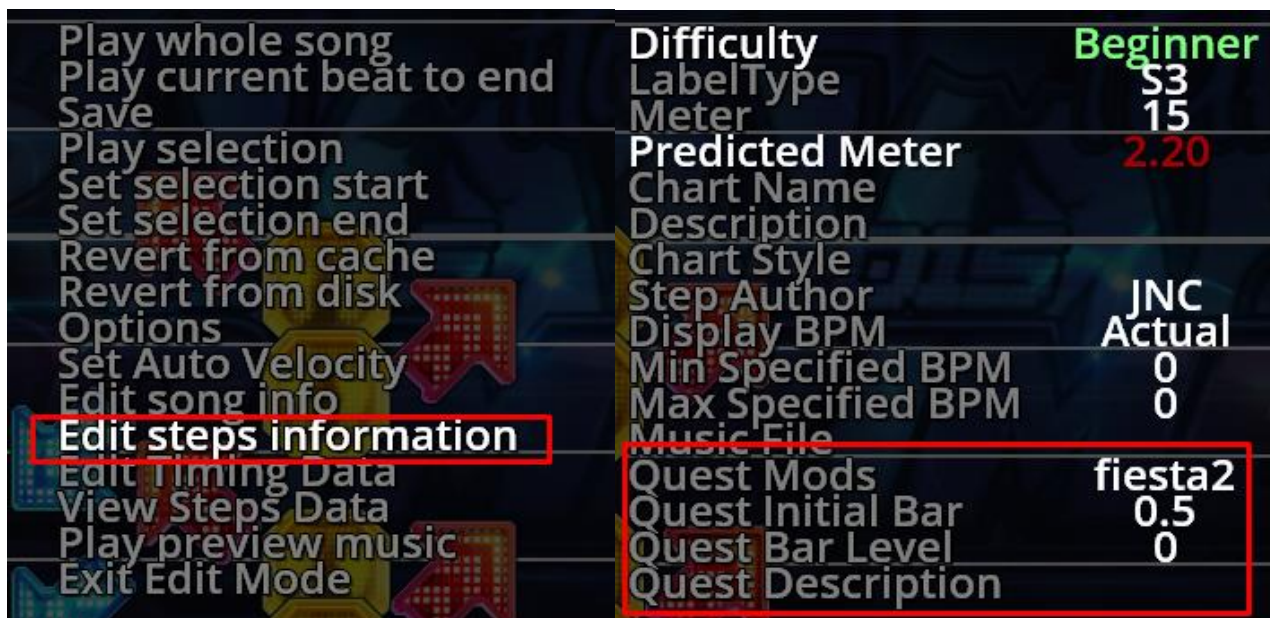 Play whole song
Play current beat to end
Save
Play selection
Set selection start
Set selection end
Revert from cache
Revert from disk
Options
Set Auto Velocity
Edit song info
Edit steps information
Edit Timing Data
View Steps Data
Play preview music
Exit Edit Mode
Difficulty Beginner
LabelType S3
Meter 15
Predicted Meter 2.20
Chart Name
Description
Chart Style
Step Author JNC
Display BPM Actual
Min Specified BPM 0
Max Specified BPM 0
Music File
Quest Mods fiesta2
Quest Initial Bar 0.5
Quest Bar Level 0
Quest Description